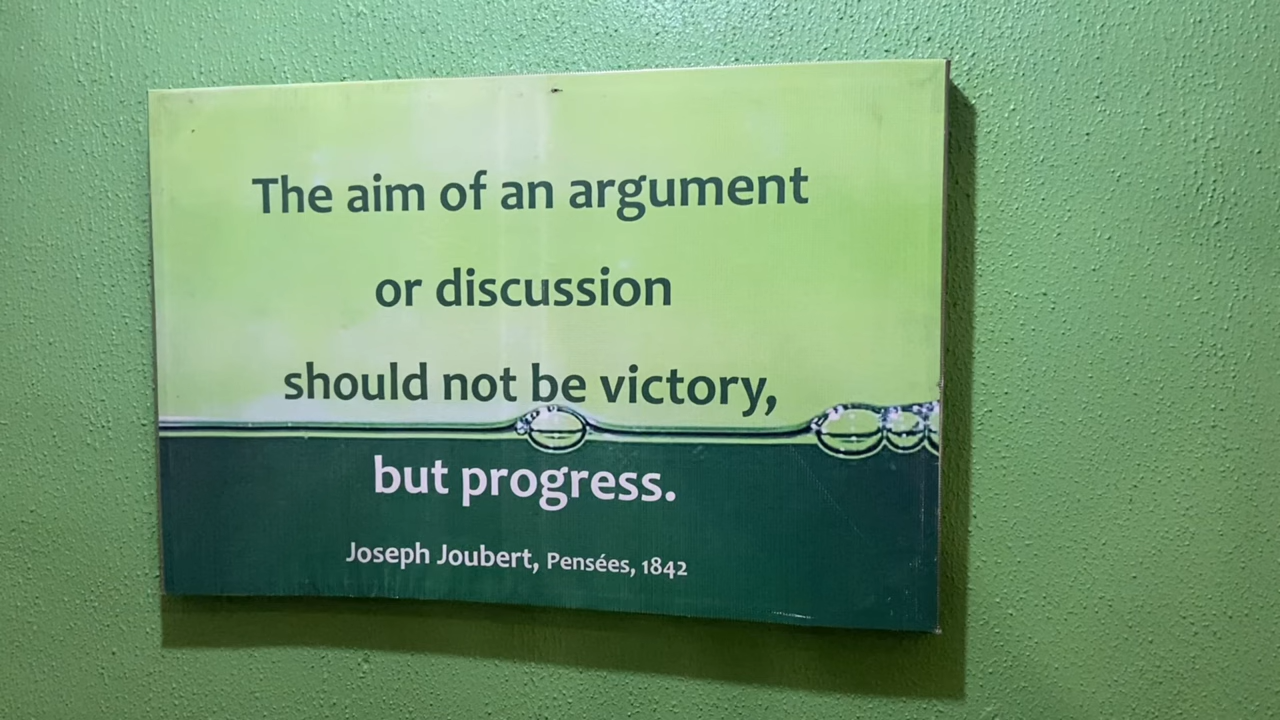 The aim of an argument
or discussion
should not be victory,
but progress.
Joseph Joubert, Pensées, 1842